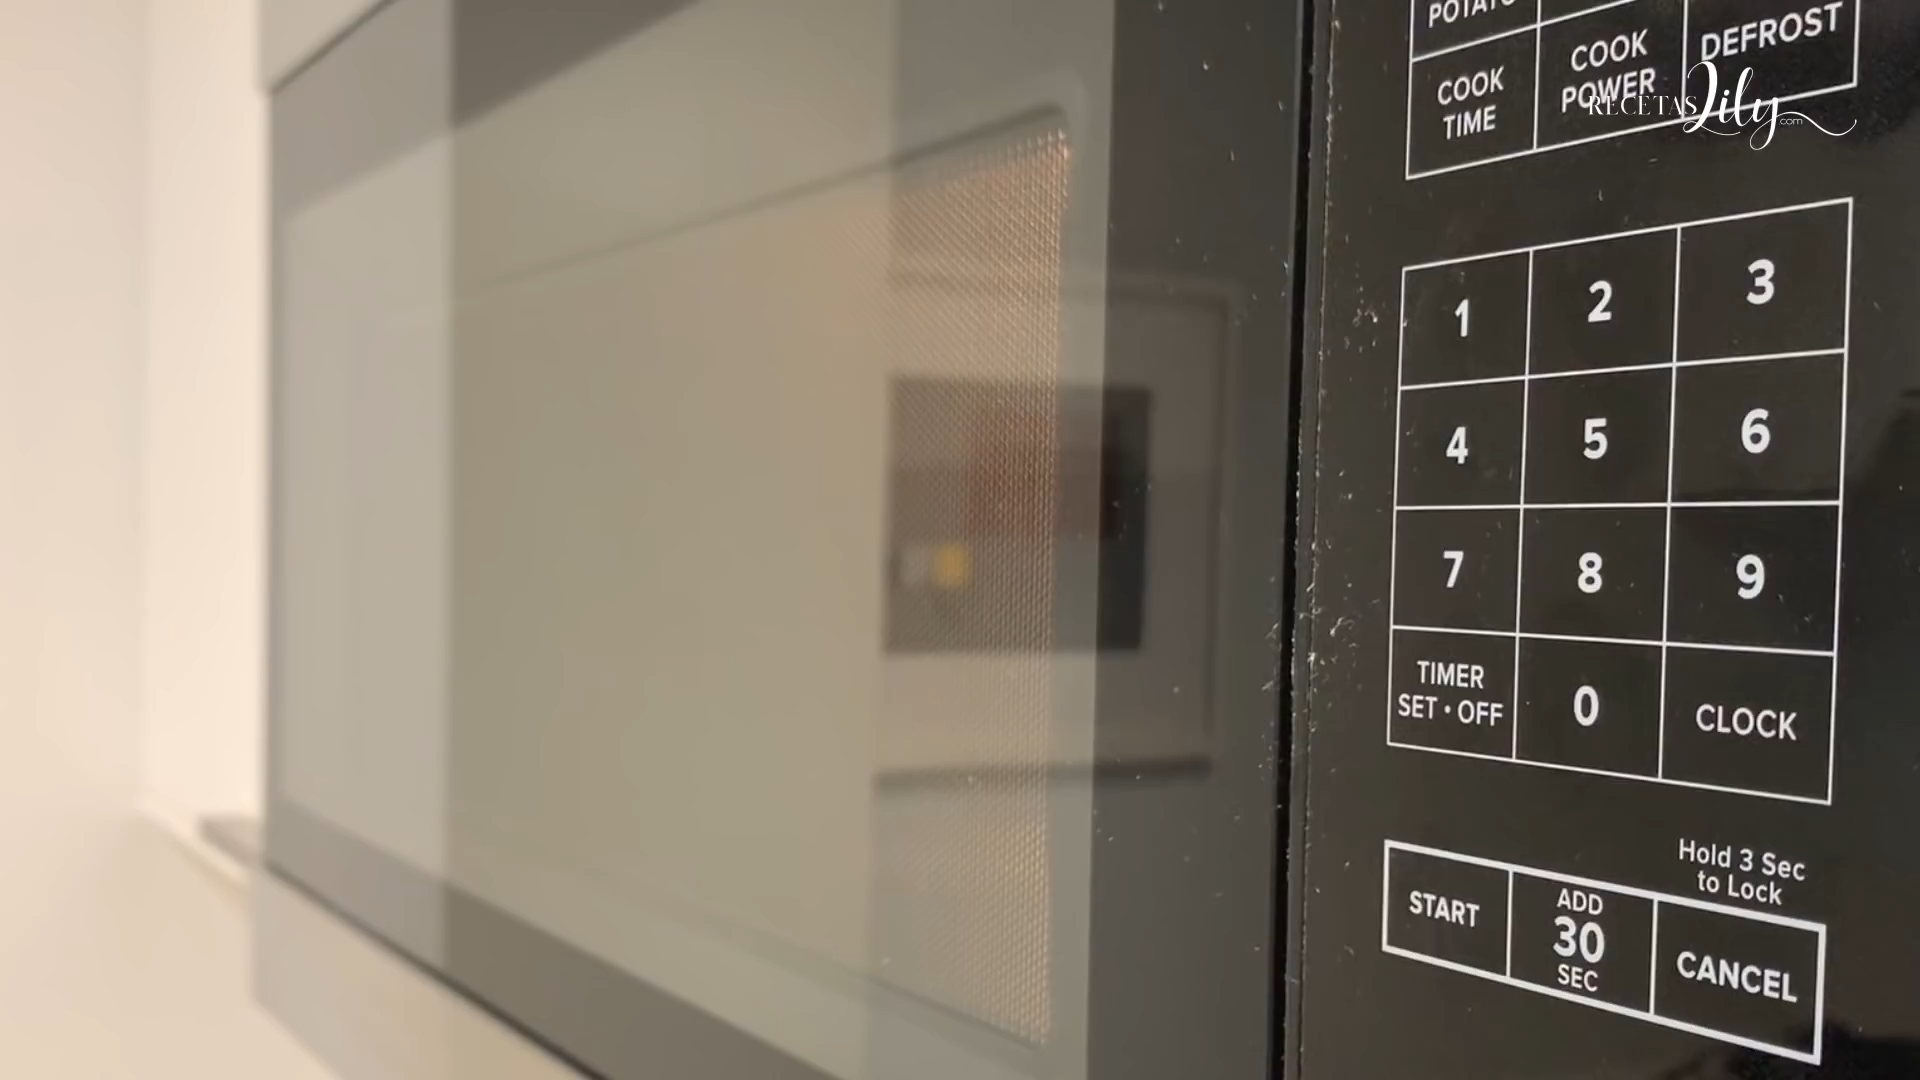 POTATO
COOK
TIME
COOK
POWER
DEFROST
RECETAS Lily .com
1 2 3
4 5 6
7 8 9
TIMER
SET • OFF
0
CLOCK
Hold 3 Sec
to Lock
START
ADD
30
SEC
CANCEL